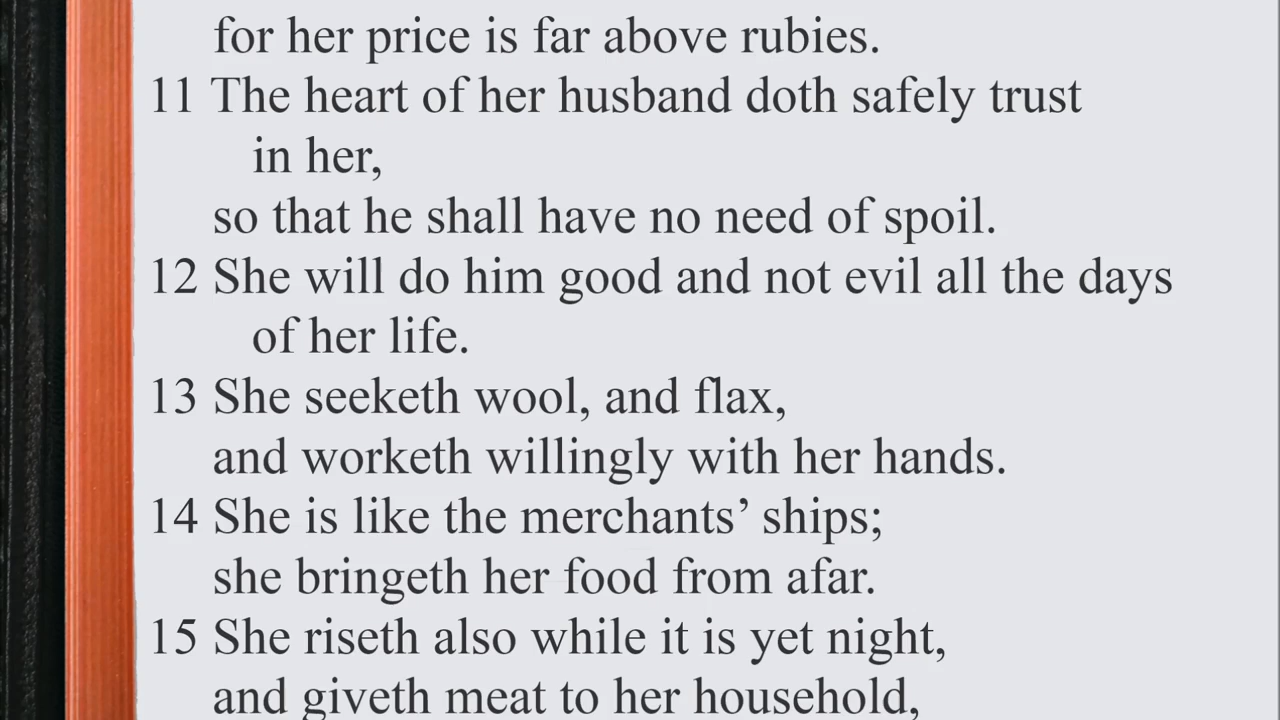 for her price is far above rubies.
11 The heart of her husband doth safely trust
in her,
so that he shall have no need of spoil.
12 She will do him good and not evil all the days
of her life.
13 She seeketh wool, and flax,
and worketh willingly with her hands.
14 She is like the merchants’ ships;
she bringeth her food from afar.
15 She riseth also while it is yet night,
and giveth meat to her household,